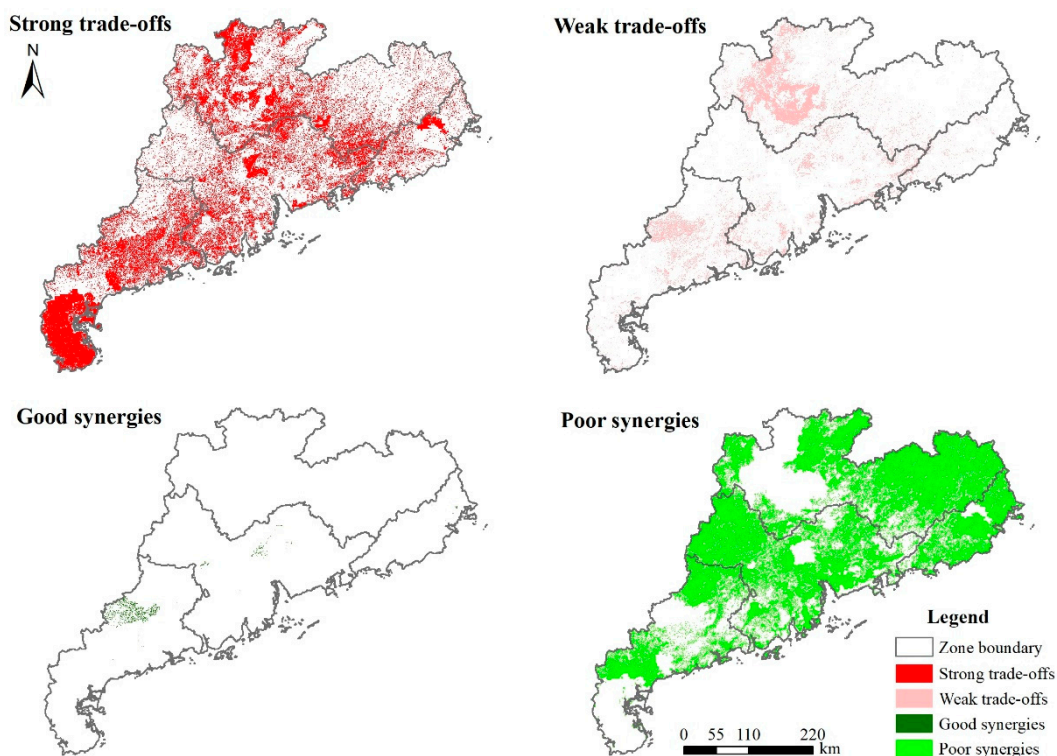 Strong trade-offs
N
Weak trade-offs
Good synergies
Poor synergies
Legend
Zone boundary
Strong trade-offs
Weak trade-offs
Good synergies
Poor synergies
0 55 110 220
km